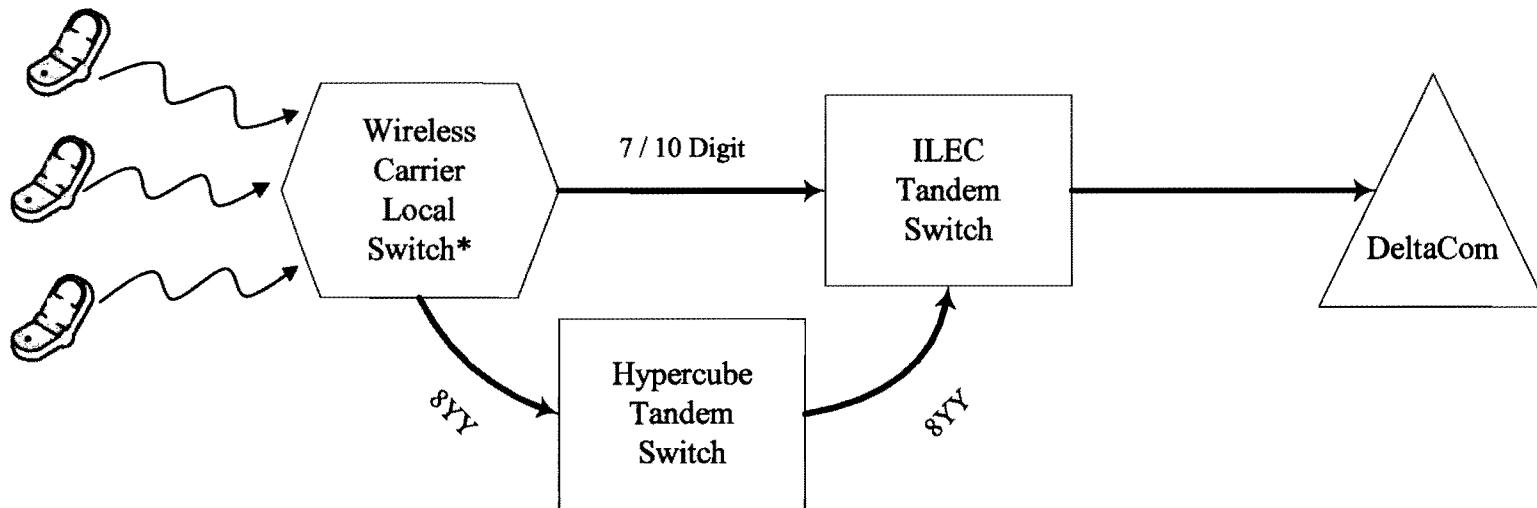 Wireless
Carrier
Local
Switch*
7 / 10 Digit
ILEC
Tandem
Switch
DeltaCom
8YY
Hypercube
Tandem
Switch
8YY